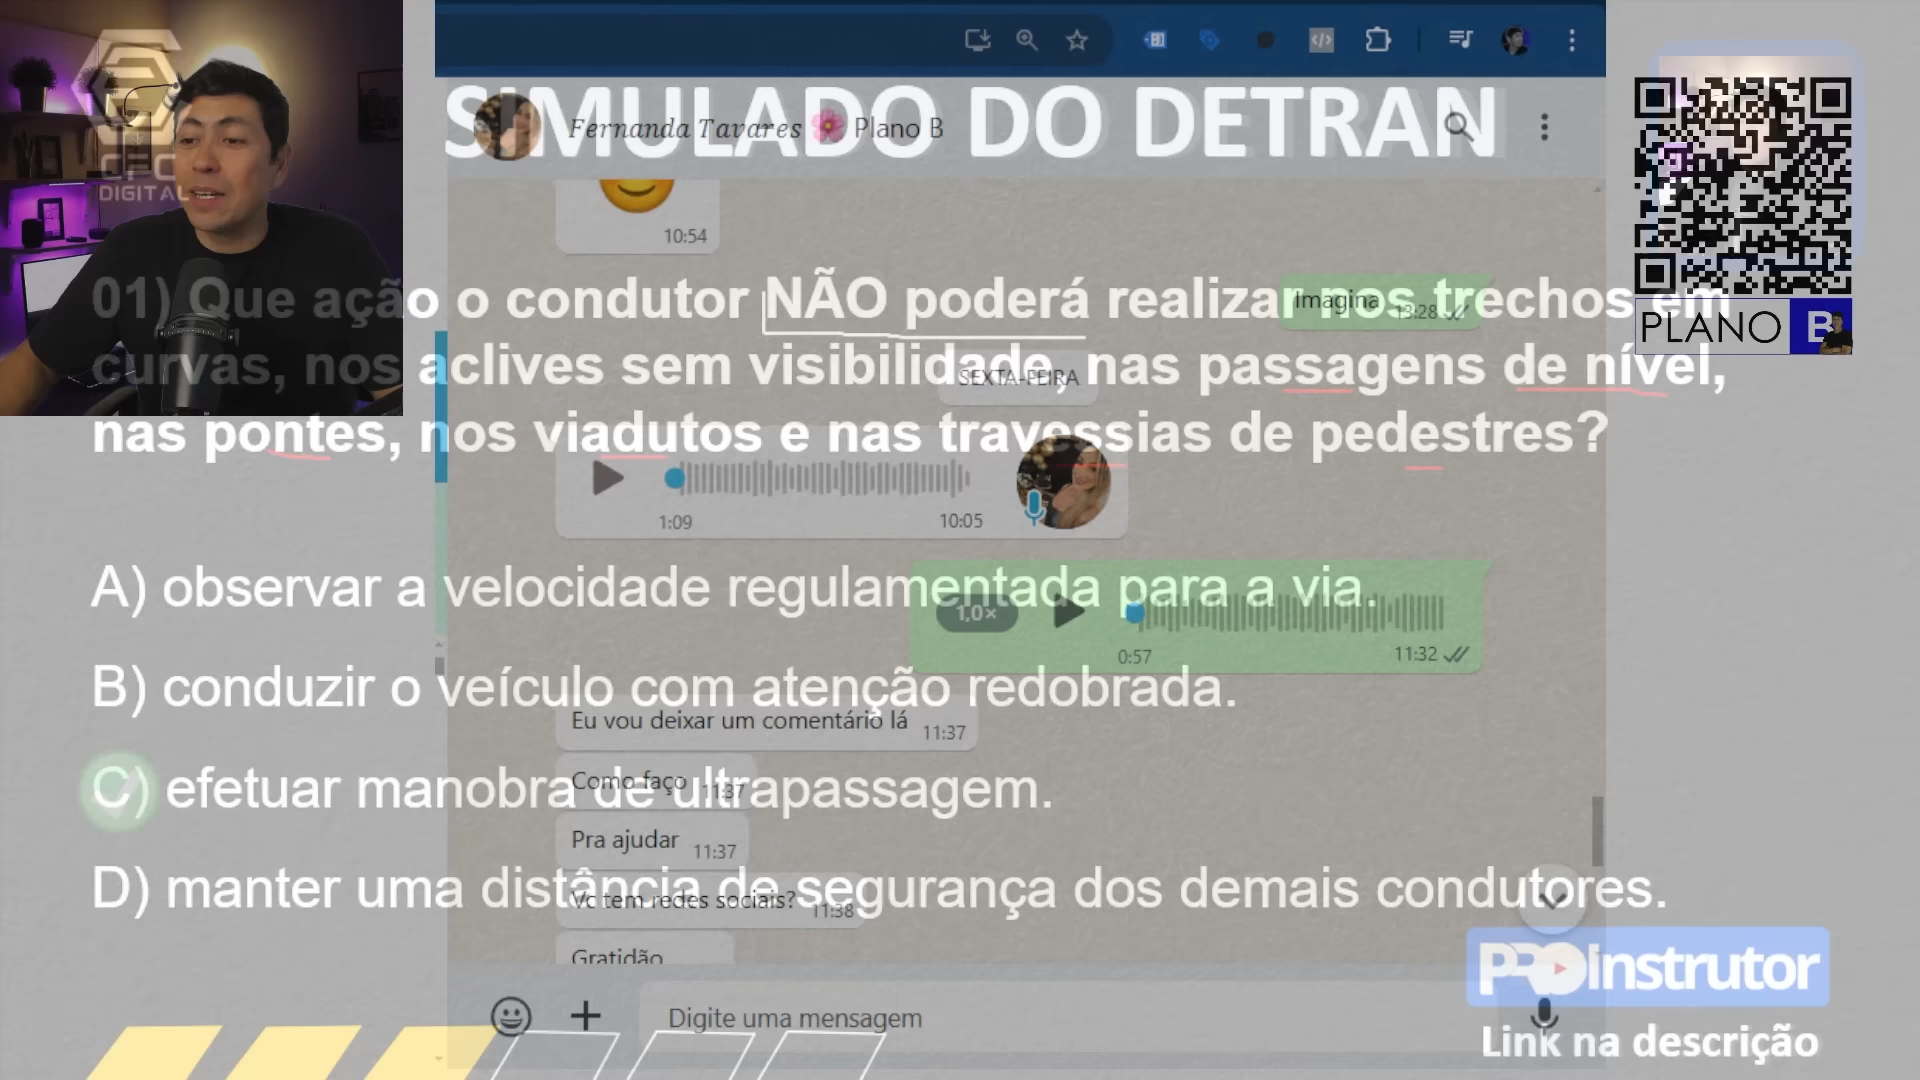 SIMULADO DO DETRAN
Fernanda Tavares 🌸 Plano B
CFC
DIGITAL
10:54
01) Que ação o condutor NÃO poderá realizar nos trechos em
curvas, nos aclives sem visibilidade, nas passagens de nível,
nas pontes, nos viadutos e nas travessias de pedestres?
Imagina 13:28
PLANO B
SEXTA-FEIRA
1:09 10:05
A) observar a velocidade regulamentada para a via.
1,0×
0:57 11:32
B) conduzir o veículo com atenção redobrada.
Eu vou deixar um comentário lá 11:37
C) efetuar manobra de ultrapassagem.
Como faço 11:37
Pra ajudar 11:37
D) manter uma distância de segurança dos demais condutores.
Vc tem redes sociais? 11:38
Gratidão
PROinstrutor
Digite uma mensagem
Link na descrição